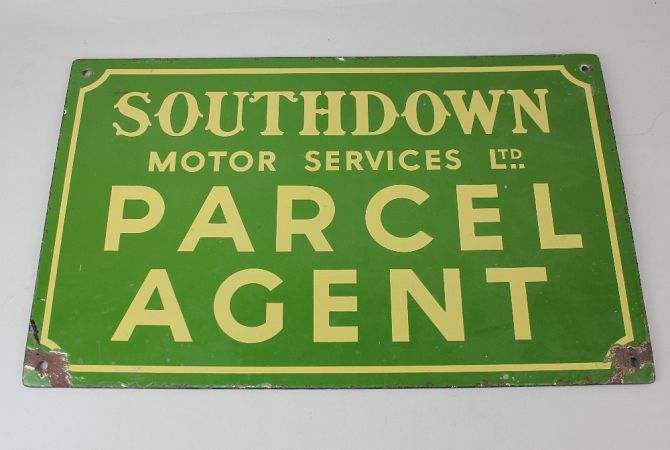 SOUTHDOWN
MOTOR SERVICES LTD.
PARCEL
AGENT